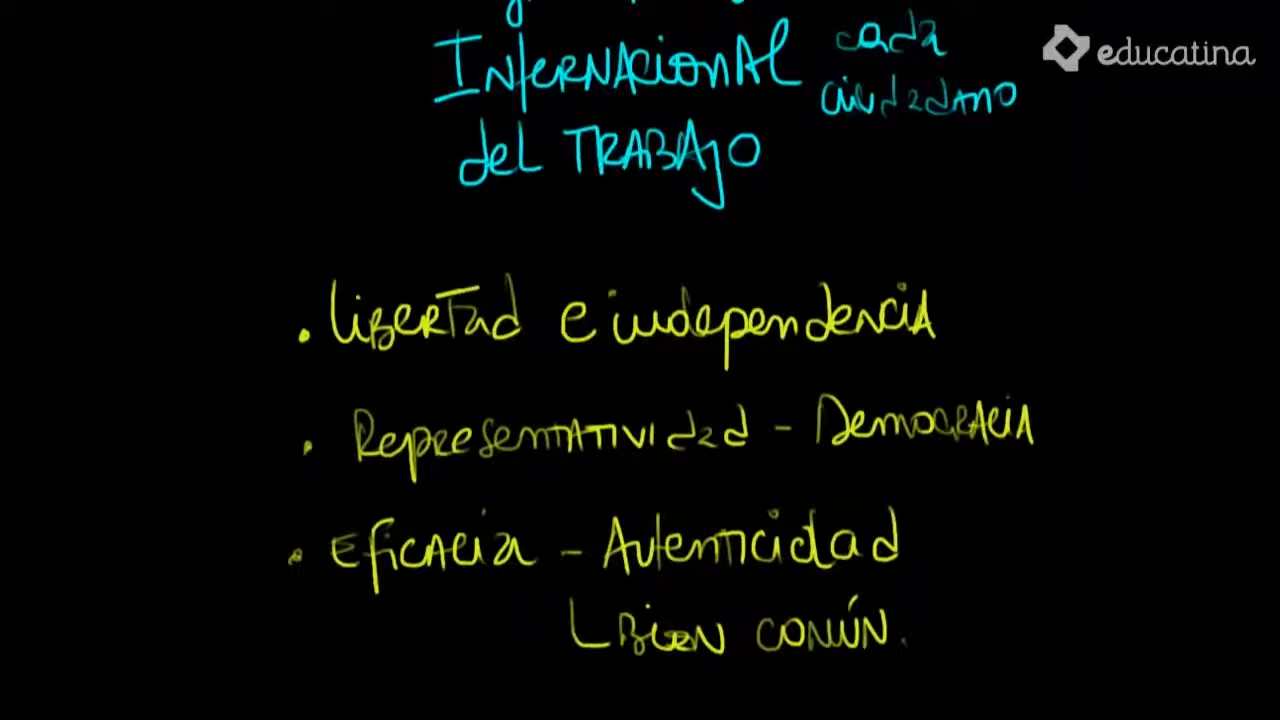 INTERNACIONAL
del TRABAJO
cada
ciudadano
educatina
• Libertad e independencia
• Representatividad - Democracia
• Eficacia - Autenticidad
Bien común.